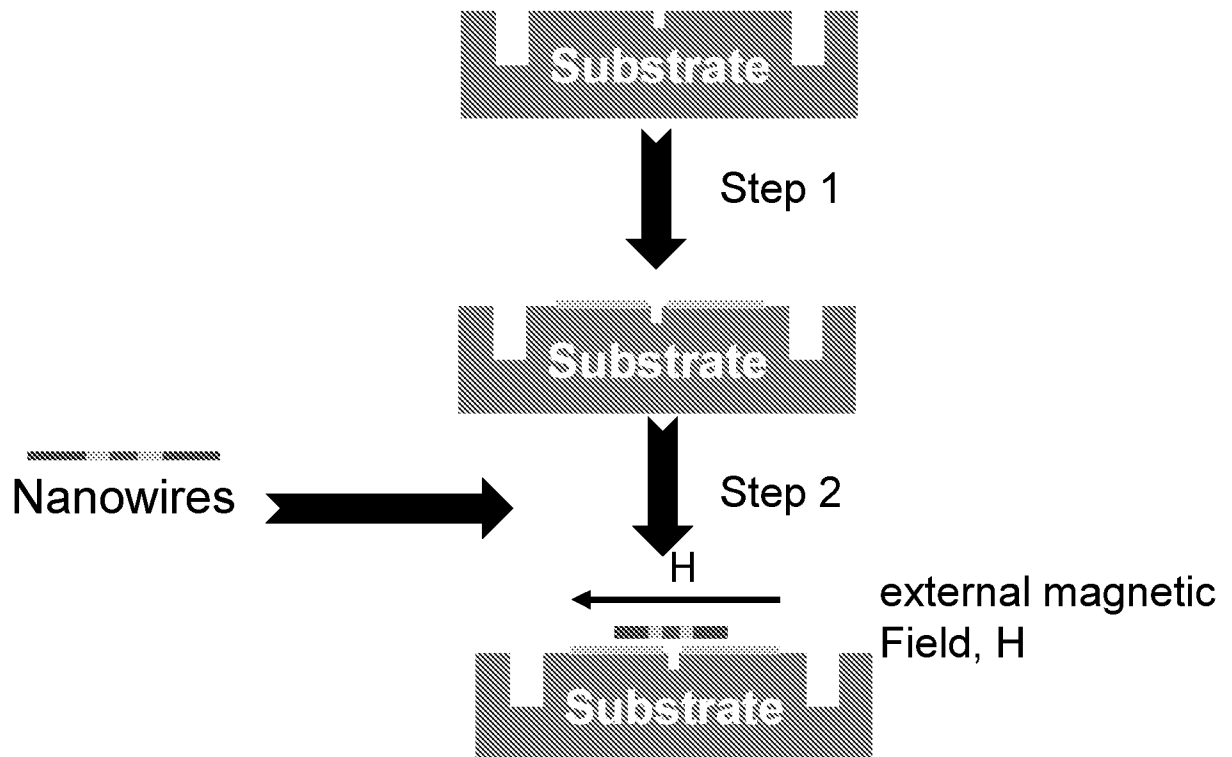 Substrate
Step 1
Substrate
Nanowires
Step 2
H
external magnetic
Field, H
Substrate